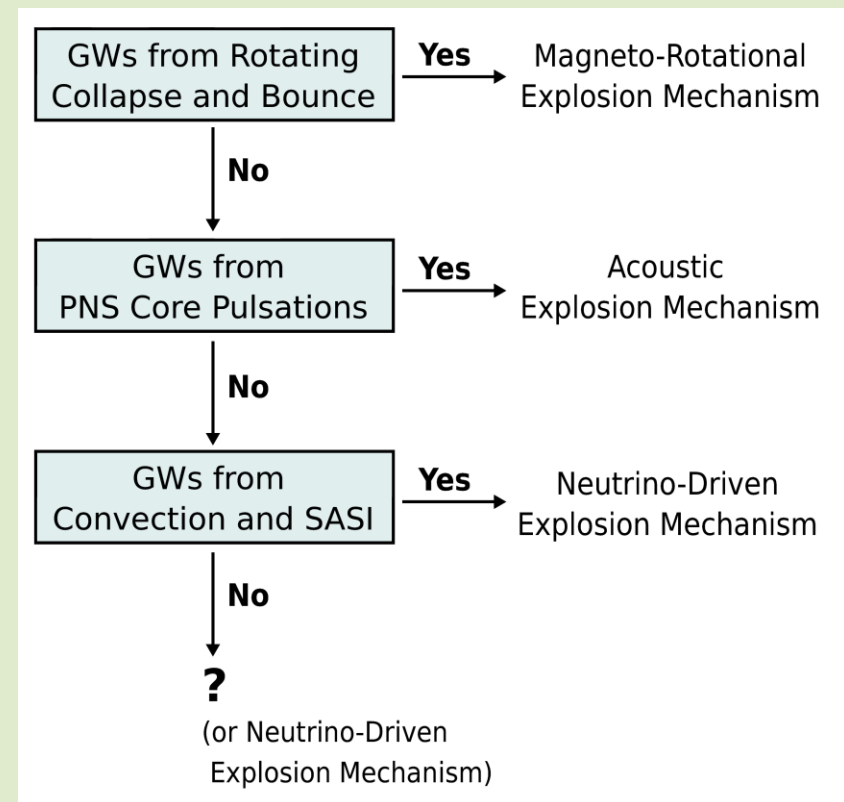 GWs from Rotating
Collapse and Bounce
Yes
Magneto-Rotational
Explosion Mechanism
No
GWs from
PNS Core Pulsations
Yes
Acoustic
Explosion Mechanism
No
GWs from
Convection and SASI
Yes
Neutrino-Driven
Explosion Mechanism
No
?
(or Neutrino-Driven
Explosion Mechanism)